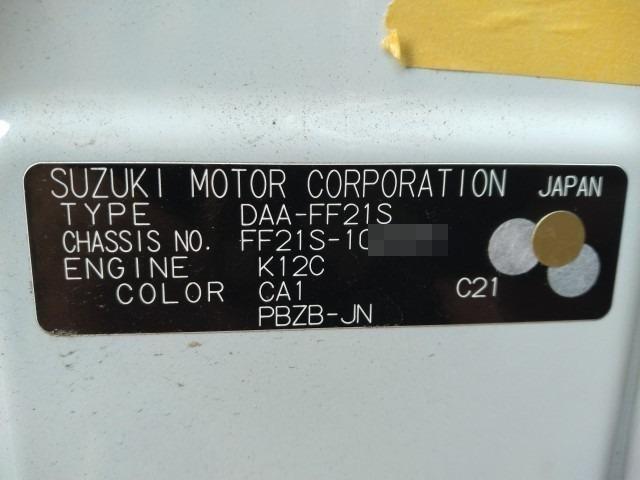 SUZUKI MOTOR CORPORATION JAPAN
TYPE DAA-FF21S
CHASSIS NO. FF21S-10
ENGINE K12C
COLOR CA1 C21
PBZB-JN